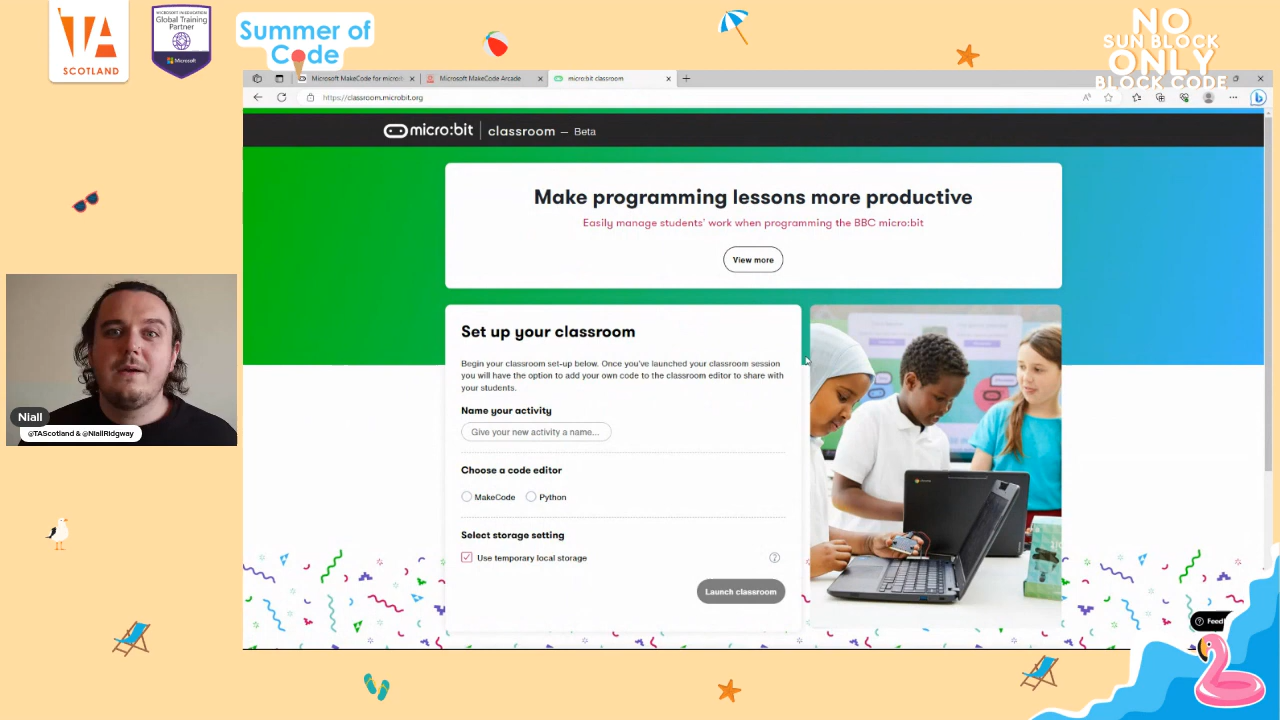 TA
SCOTLAND
MICROSOFT IN EDUCATION
Global Training
Partner
Microsoft
Summer of
Code
NO
SUN BLOCK
ONLY
BLOCK CODE
Microsoft MakeCode for micro:
Microsoft MakeCode Arcade
micro:bit classroom
https://classroom.microbit.org
micro:bit classroom – Beta
Make programming lessons more productive
Easily manage students' work when programming the BBC micro:bit
View more
Set up your classroom
Begin your classroom set-up below. Once you've launched your classroom session
you will have the option to add your own code to the classroom editor to share with
your students.
Name your activity
Give your new activity a name...
Choose a code editor
MakeCode Python
Select storage setting
Use temporary local storage
Launch classroom
Niall
@TAScotland & @NiallRidgway